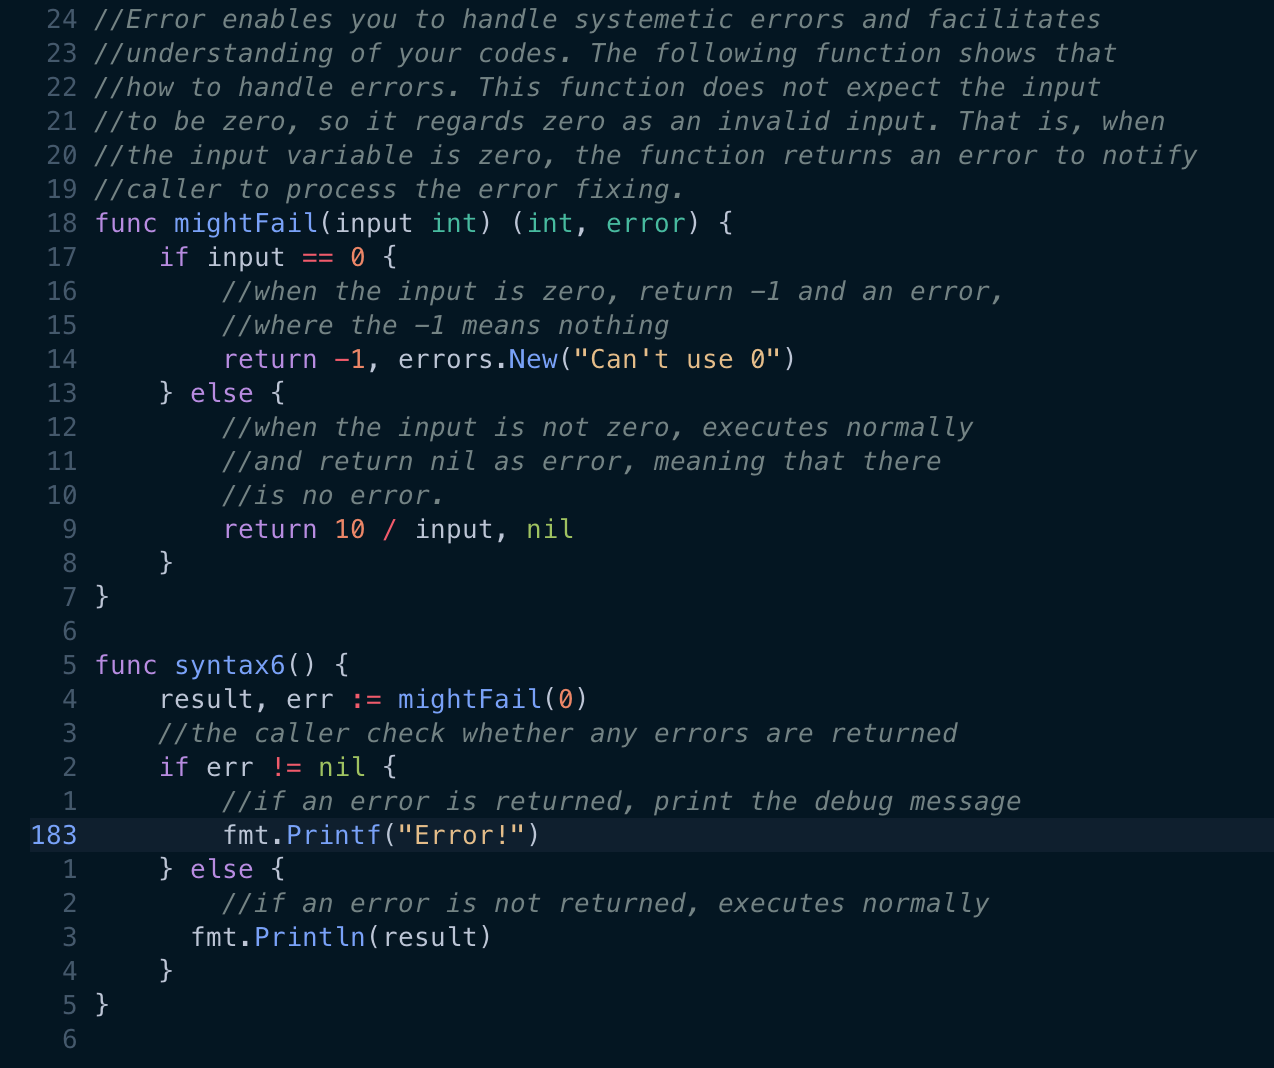 24 //Error enables you to handle systemetic errors and facilitates
23 //understanding of your codes. The following function shows that
22 //how to handle errors. This function does not expect the input
21 //to be zero, so it regards zero as an invalid input. That is, when
20 //the input variable is zero, the function returns an error to notify
19 //caller to process the error fixing.
18 func mightFail(input int) (int, error) {
17     if input == 0 {
16         //when the input is zero, return -1 and an error,
15         //where the -1 means nothing
14         return -1, errors.New("Can't use 0")
13     } else {
12         //when the input is not zero, executes normally
11         //and return nil as error, meaning that there
10         //is no error.
9         return 10 / input, nil
8     }
7 }
6
5 func syntax6() {
4     result, err := mightFail(0)
3     //the caller check whether any errors are returned
2     if err != nil {
1         //if an error is returned, print the debug message
183         fmt.Printf("Error!")
1     } else {
2         //if an error is not returned, executes normally
3       fmt.Println(result)
4     }
5 }
6